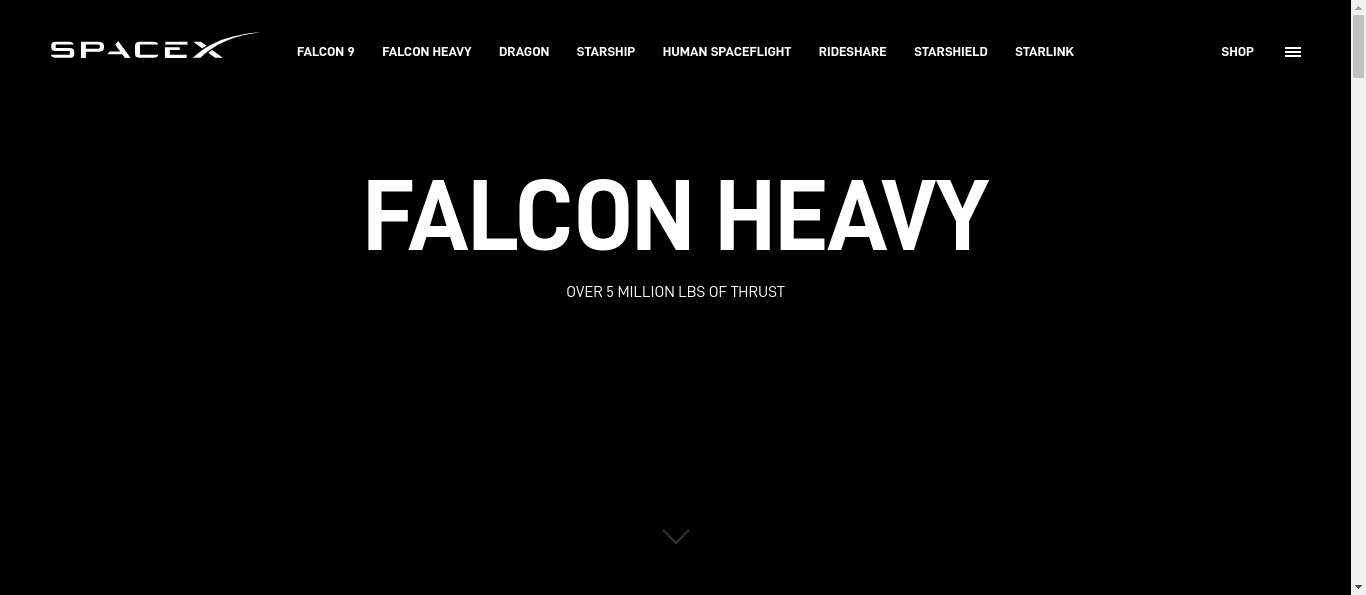 SPACEX FALCON 9 FALCON HEAVY DRAGON STARSHIP HUMAN SPACEFLIGHT RIDESHARE STARSHIELD STARLINK SHOP
FALCON HEAVY
OVER 5 MILLION LBS OF THRUST